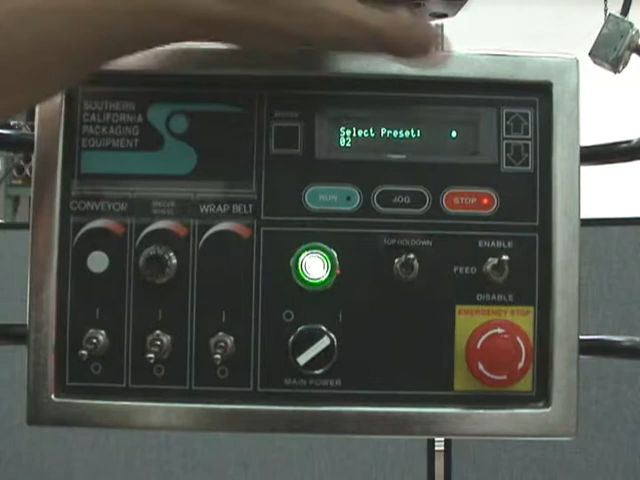 SOUTHERN
CALIFORNIA
PACKAGING
EQUIPMENT
Select Preset:
02
RUN
JOG
STOP
CONVEYOR
WRAP BELT
TOP HOLDOWN
ENABLE
FEED
DISABLE
EMERGENCY STOP
MAIN POWER